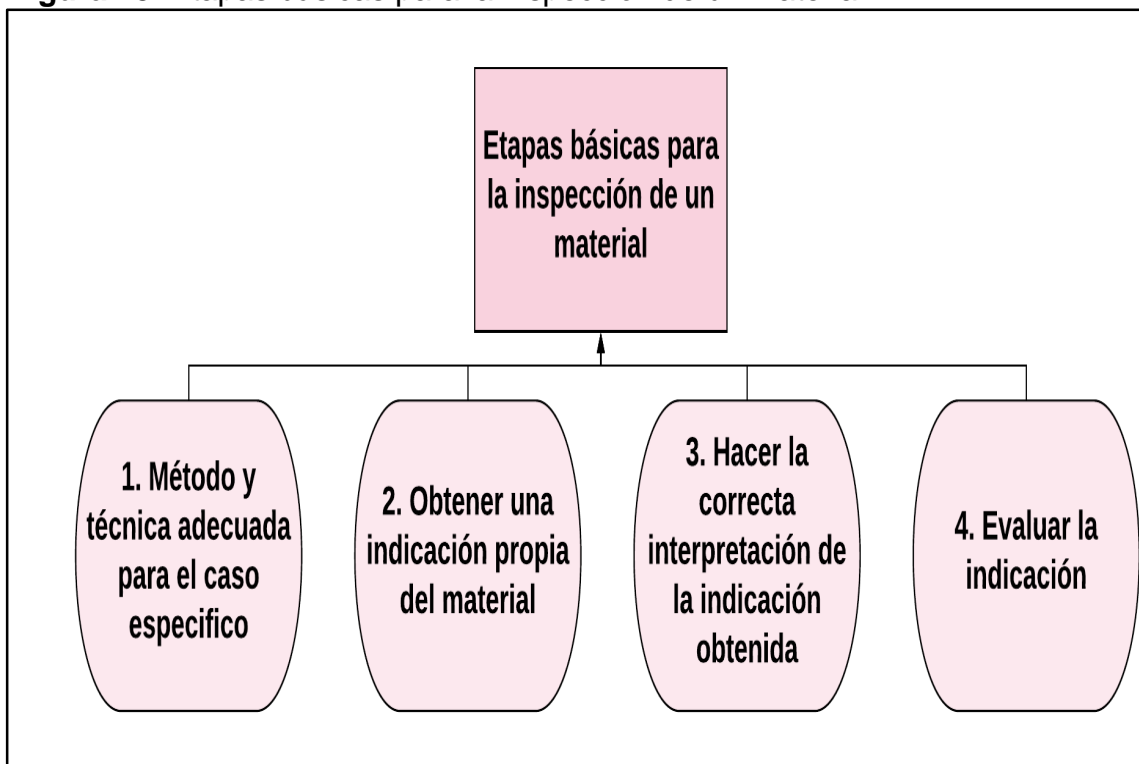 Etapas básicas para
la inspección de un
material
1. Método y
técnica adecuada
para el caso
especifico
2. Obtener una
indicación propia
del material
3. Hacer la
correcta
interpretación de
la indicación
obtenida
4. Evaluar la
indicación